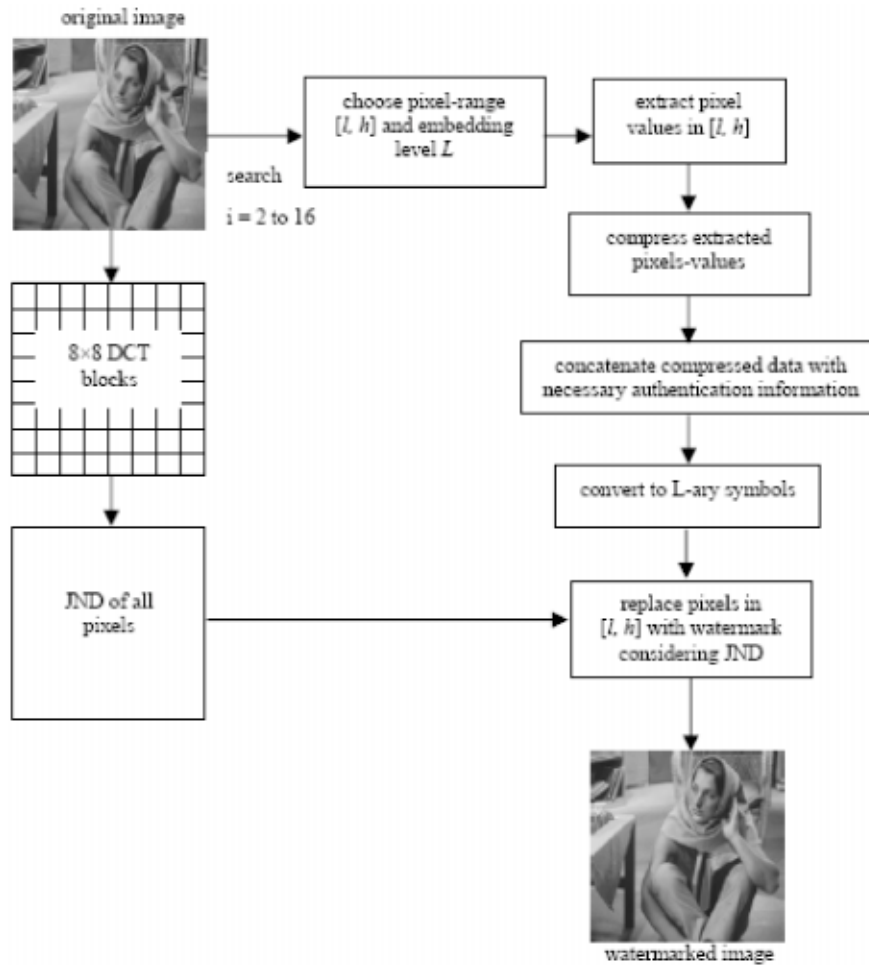 original image
choose pixel-range
[l, h] and embedding
level L
extract pixel
values in [l, h]
search
i = 2 to 16
compress extracted
pixels-values
8×8 DCT
blocks
concatenate compressed data with
necessary authentication information
convert to L-ary symbols
JND of all
pixels
replace pixels in
[l, h] with watermark
considering JND
watermarked image